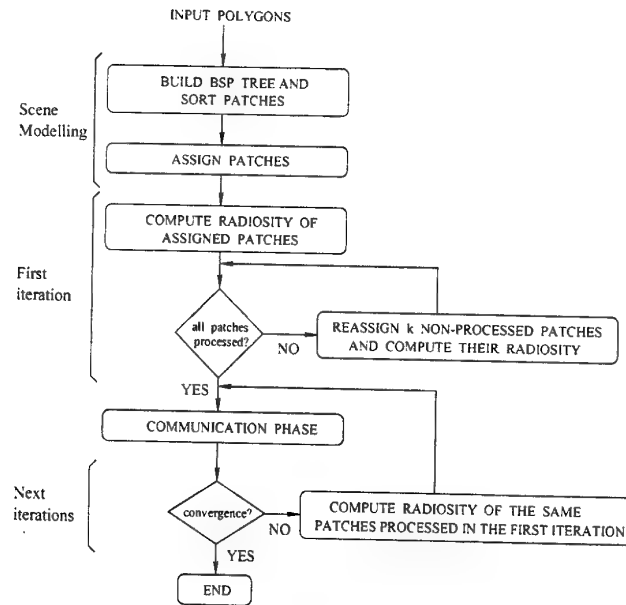 INPUT POLYGONS
BUILD BSP TREE AND
SORT PATCHES
Scene
Modelling
ASSIGN PATCHES
COMPUTE RADIOSITY OF
ASSIGNED PATCHES
First
iteration
all patches
processed?
NO
REASSIGN k NON-PROCESSED PATCHES
AND COMPUTE THEIR RADIOSITY
YES
COMMUNICATION PHASE
Next
iterations
convergence?
NO
COMPUTE RADIOSITY OF THE SAME
PATCHES PROCESSED IN THE FIRST ITERATION
YES
END